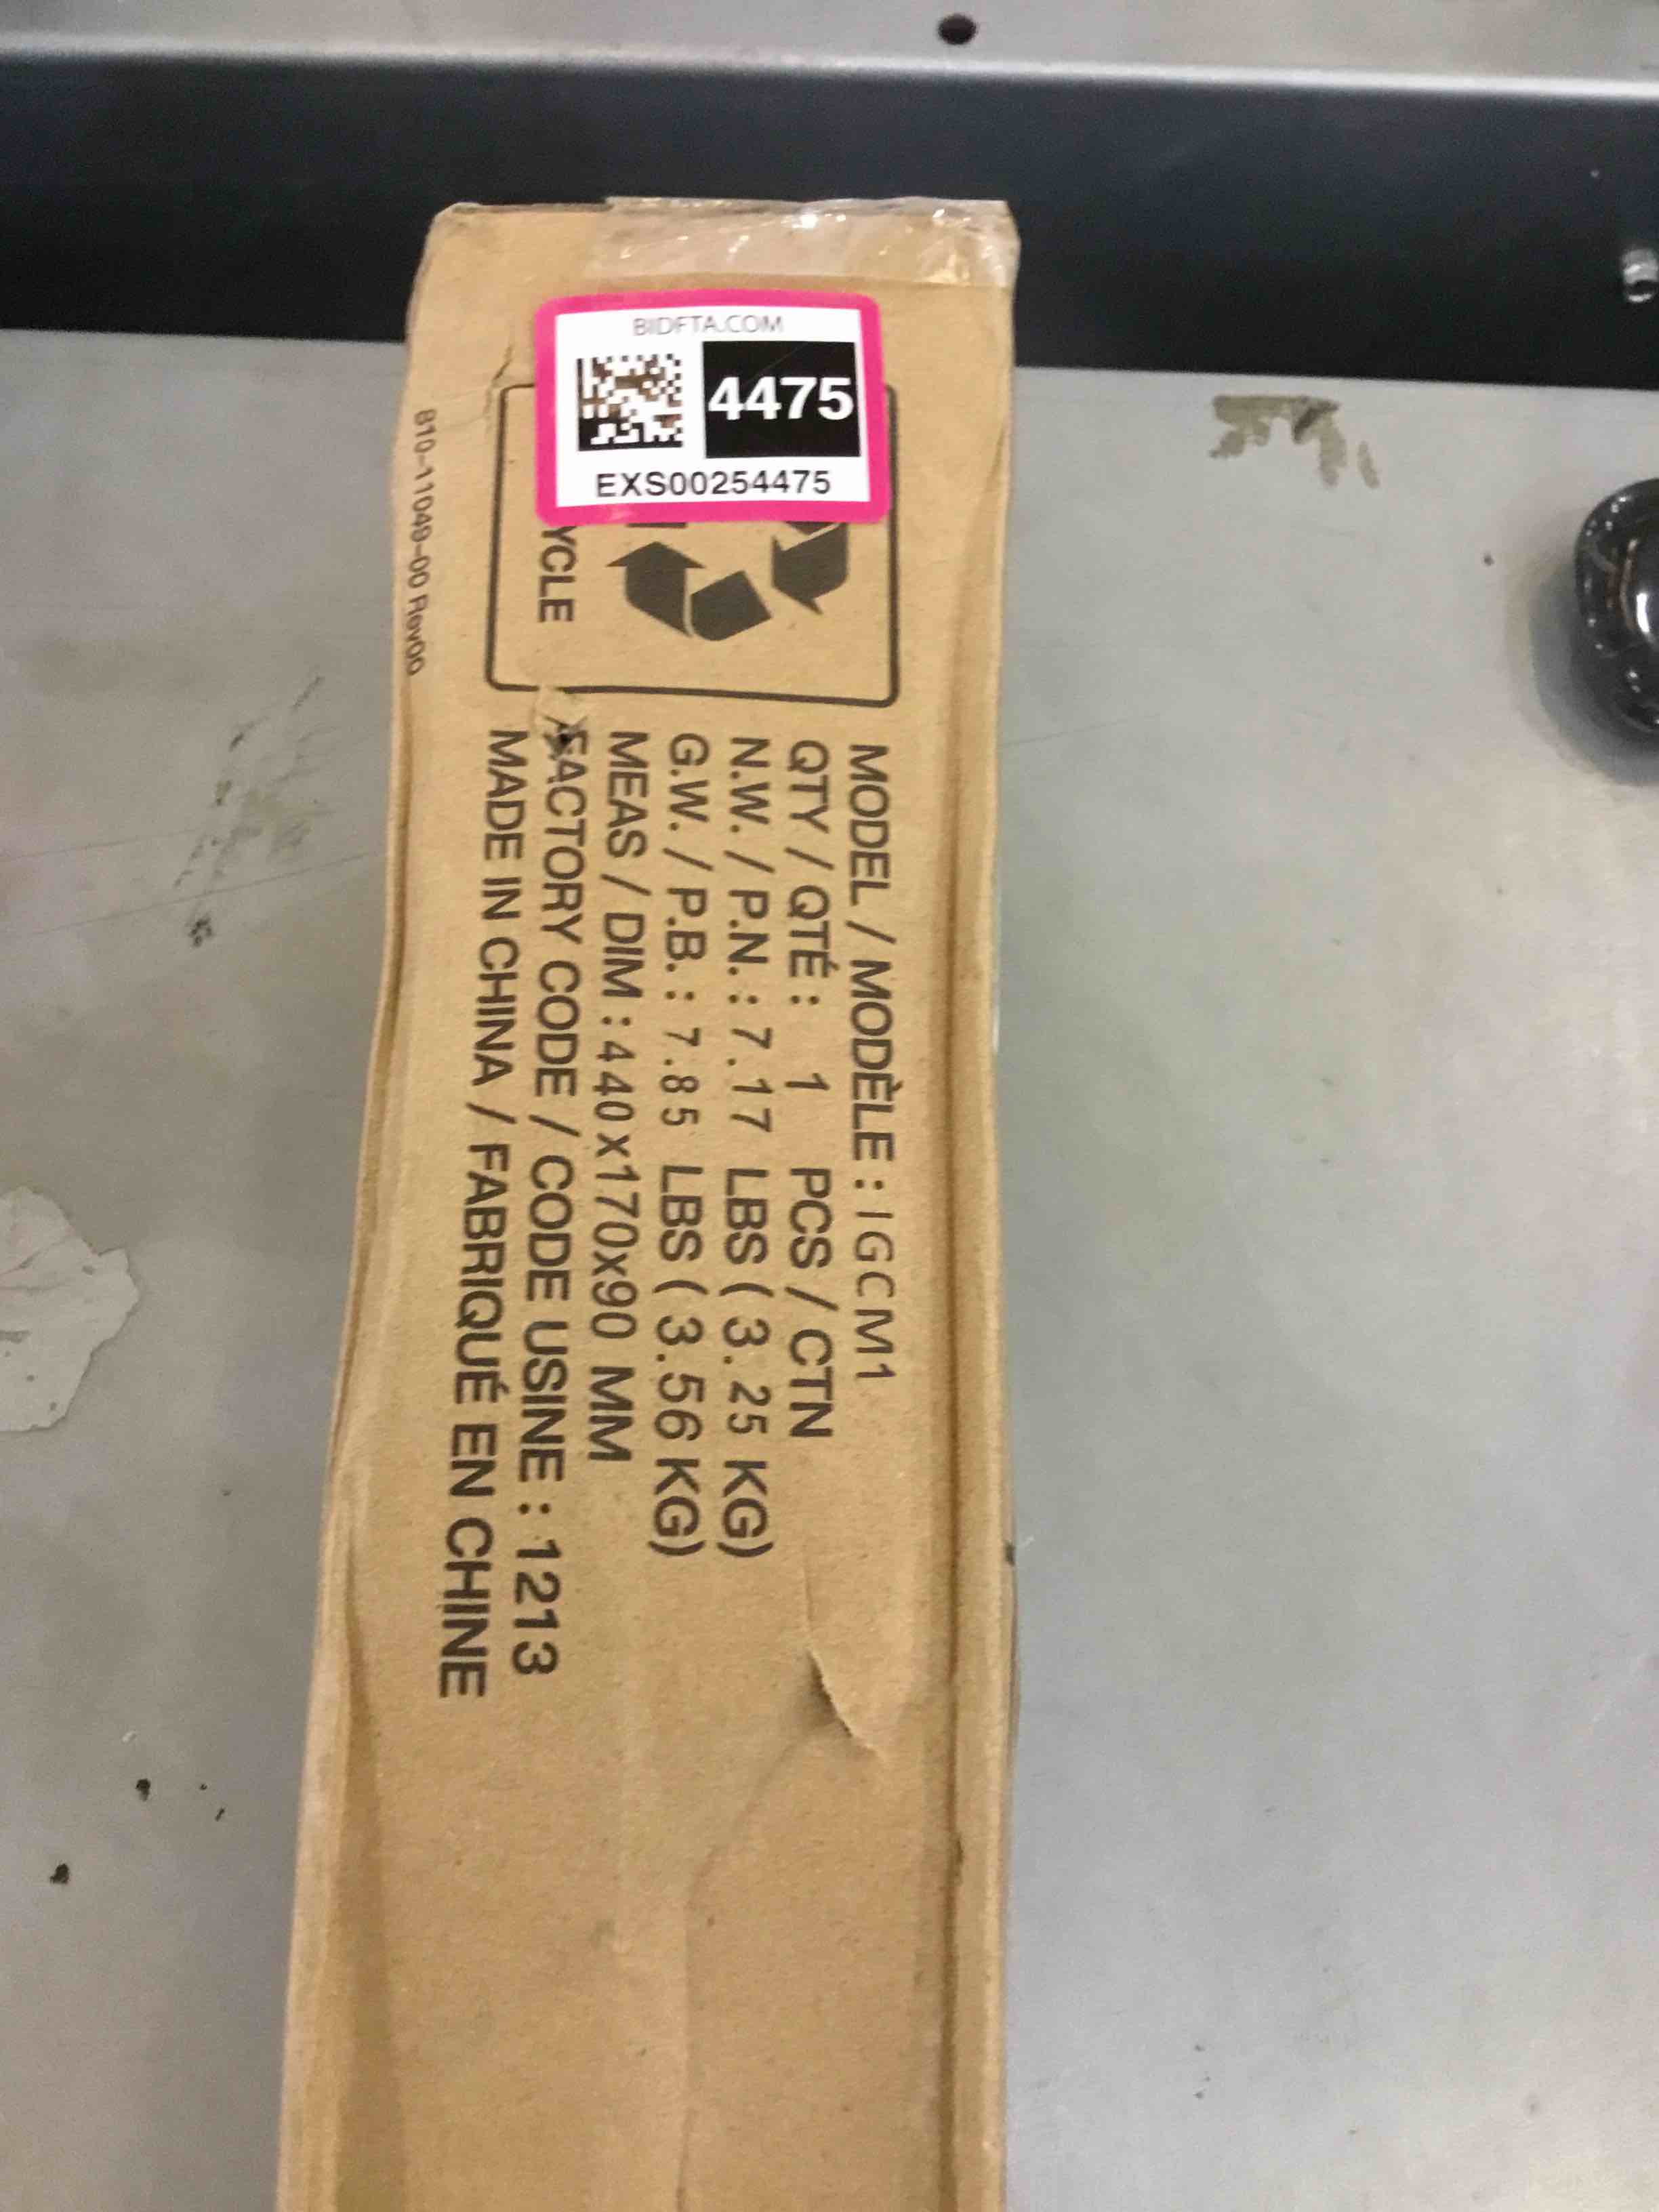 BIDFTA.COM
4475
EXS00254475
YCLE
810-11049-00 Rev00
MODEL / MODÈLE : IGCM1
QTY / QTÉ : 1 PCS / CTN
N.W. / P.N. : 7.17 LBS ( 3.25 KG)
G.W. / P.B. : 7.85 LBS ( 3.56 KG)
MEAS / DIM : 440x170x90 MM
FACTORY CODE / CODE USINE : 1213
MADE IN CHINA / FABRIQUÉ EN CHINE